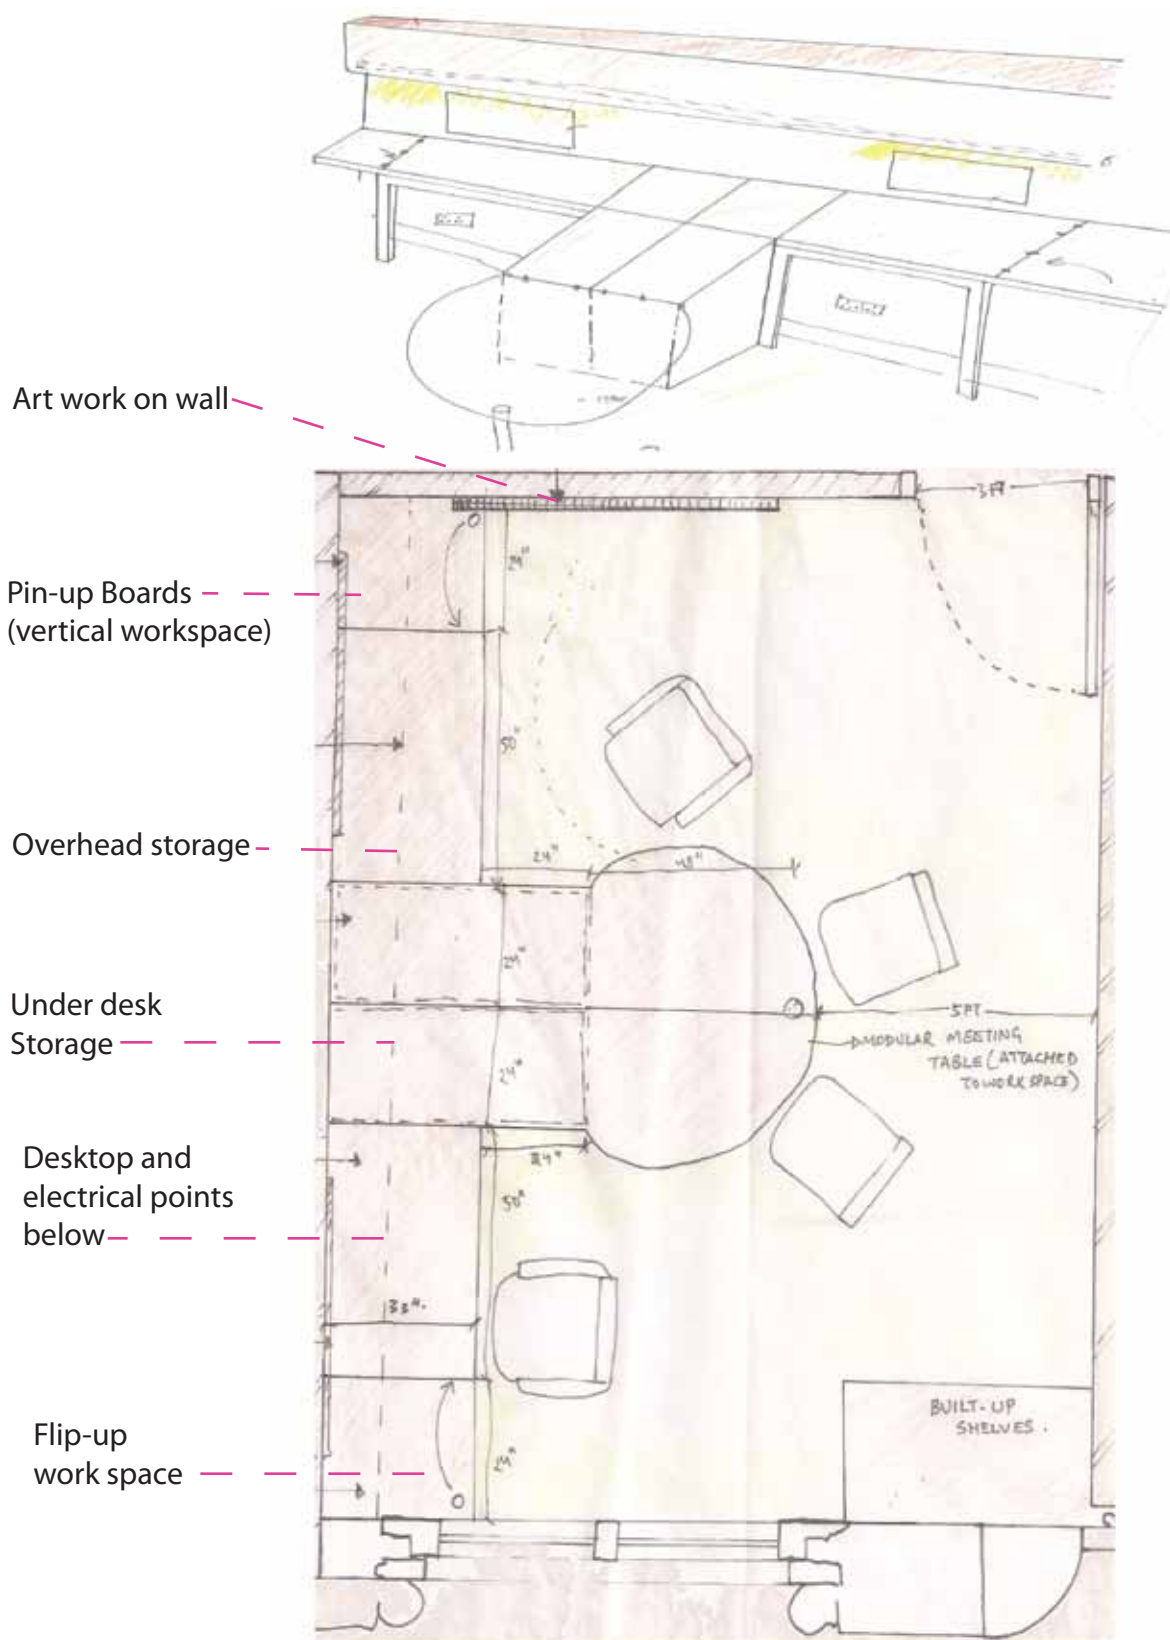 Art work on wall
3FT
Pin-up Boards
(vertical workspace)
24"
50"
Overhead storage
24"
48"
24"
Under desk
Storage
5FT
MODULAR MEETING
TABLE (ATTACHED
TO WORK SPACE)
24"
Desktop and
electrical points
below
24"
50"
33"
BUILT-UP
SHELVES.
Flip-up
work space
24"